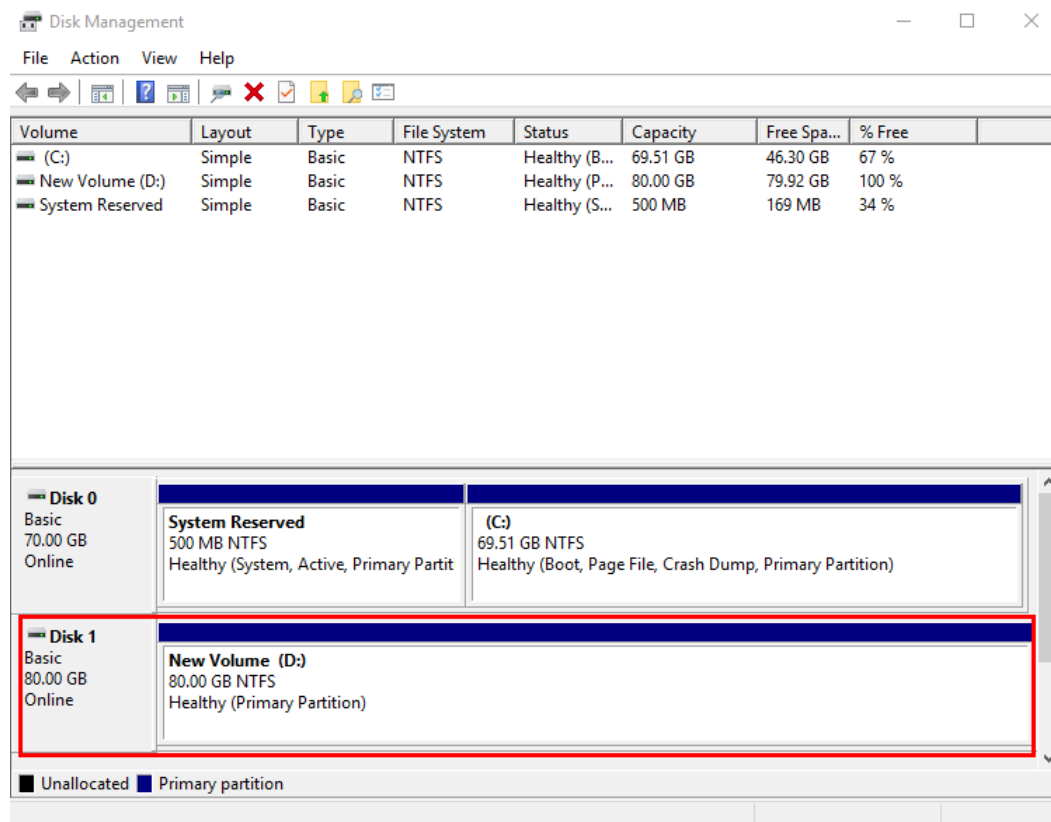 Disk Management
File Action View Help
Volume Layout Type File System Status Capacity Free Spa... % Free
(C:) Simple Basic NTFS Healthy (B... 69.51 GB 46.30 GB 67 %
New Volume (D:) Simple Basic NTFS Healthy (P... 80.00 GB 79.92 GB 100 %
System Reserved Simple Basic NTFS Healthy (S... 500 MB 169 MB 34 %
Disk 0
Basic
70.00 GB
Online
System Reserved
500 MB NTFS
Healthy (System, Active, Primary Partit
(C:)
69.51 GB NTFS
Healthy (Boot, Page File, Crash Dump, Primary Partition)
Disk 1
Basic
80.00 GB
Online
New Volume (D:)
80.00 GB NTFS
Healthy (Primary Partition)
Unallocated Primary partition